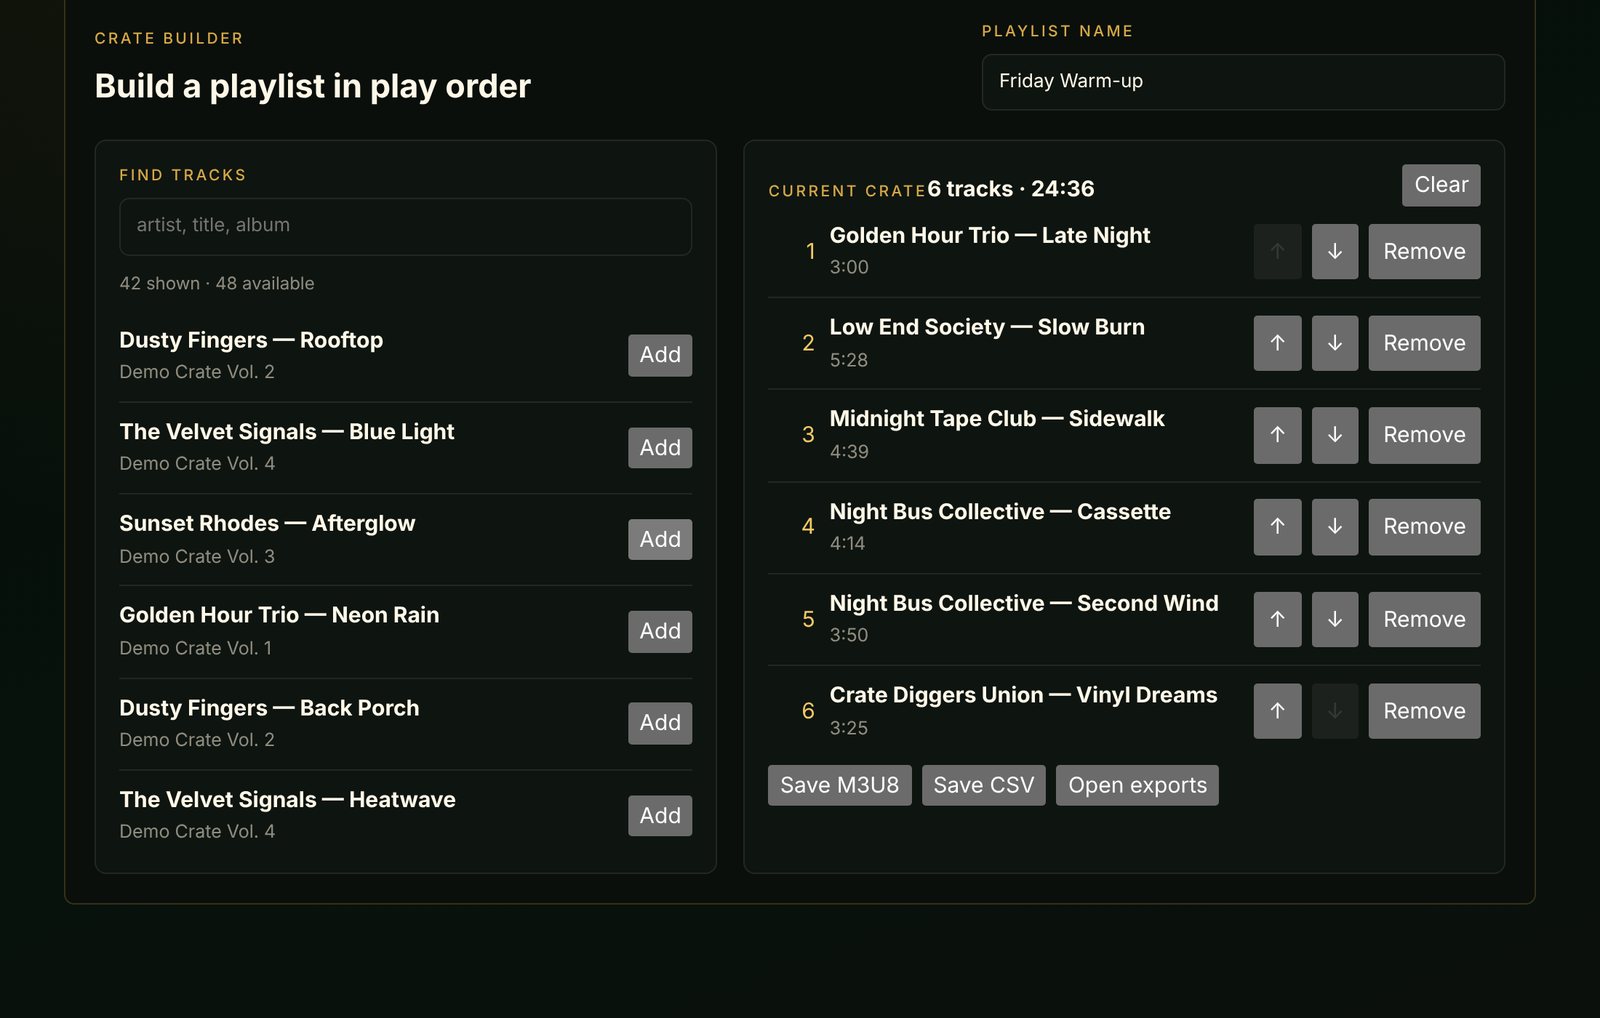 CRATE BUILDER
Build a playlist in play order
PLAYLIST NAME
Friday Warm-up
FIND TRACKS
artist, title, album
42 shown · 48 available
Dusty Fingers — Rooftop
Demo Crate Vol. 2
Add
The Velvet Signals — Blue Light
Demo Crate Vol. 4
Add
Sunset Rhodes — Afterglow
Demo Crate Vol. 3
Add
Golden Hour Trio — Neon Rain
Demo Crate Vol. 1
Add
Dusty Fingers — Back Porch
Demo Crate Vol. 2
Add
The Velvet Signals — Heatwave
Demo Crate Vol. 4
Add
CURRENT CRATE 6 tracks · 24:36
Clear
1 Golden Hour Trio — Late Night
3:00
↑ ↓ Remove
2 Low End Society — Slow Burn
5:28
↑ ↓ Remove
3 Midnight Tape Club — Sidewalk
4:39
↑ ↓ Remove
4 Night Bus Collective — Cassette
4:14
↑ ↓ Remove
5 Night Bus Collective — Second Wind
3:50
↑ ↓ Remove
6 Crate Diggers Union — Vinyl Dreams
3:25
↑ ↓ Remove
Save M3U8 Save CSV Open exports